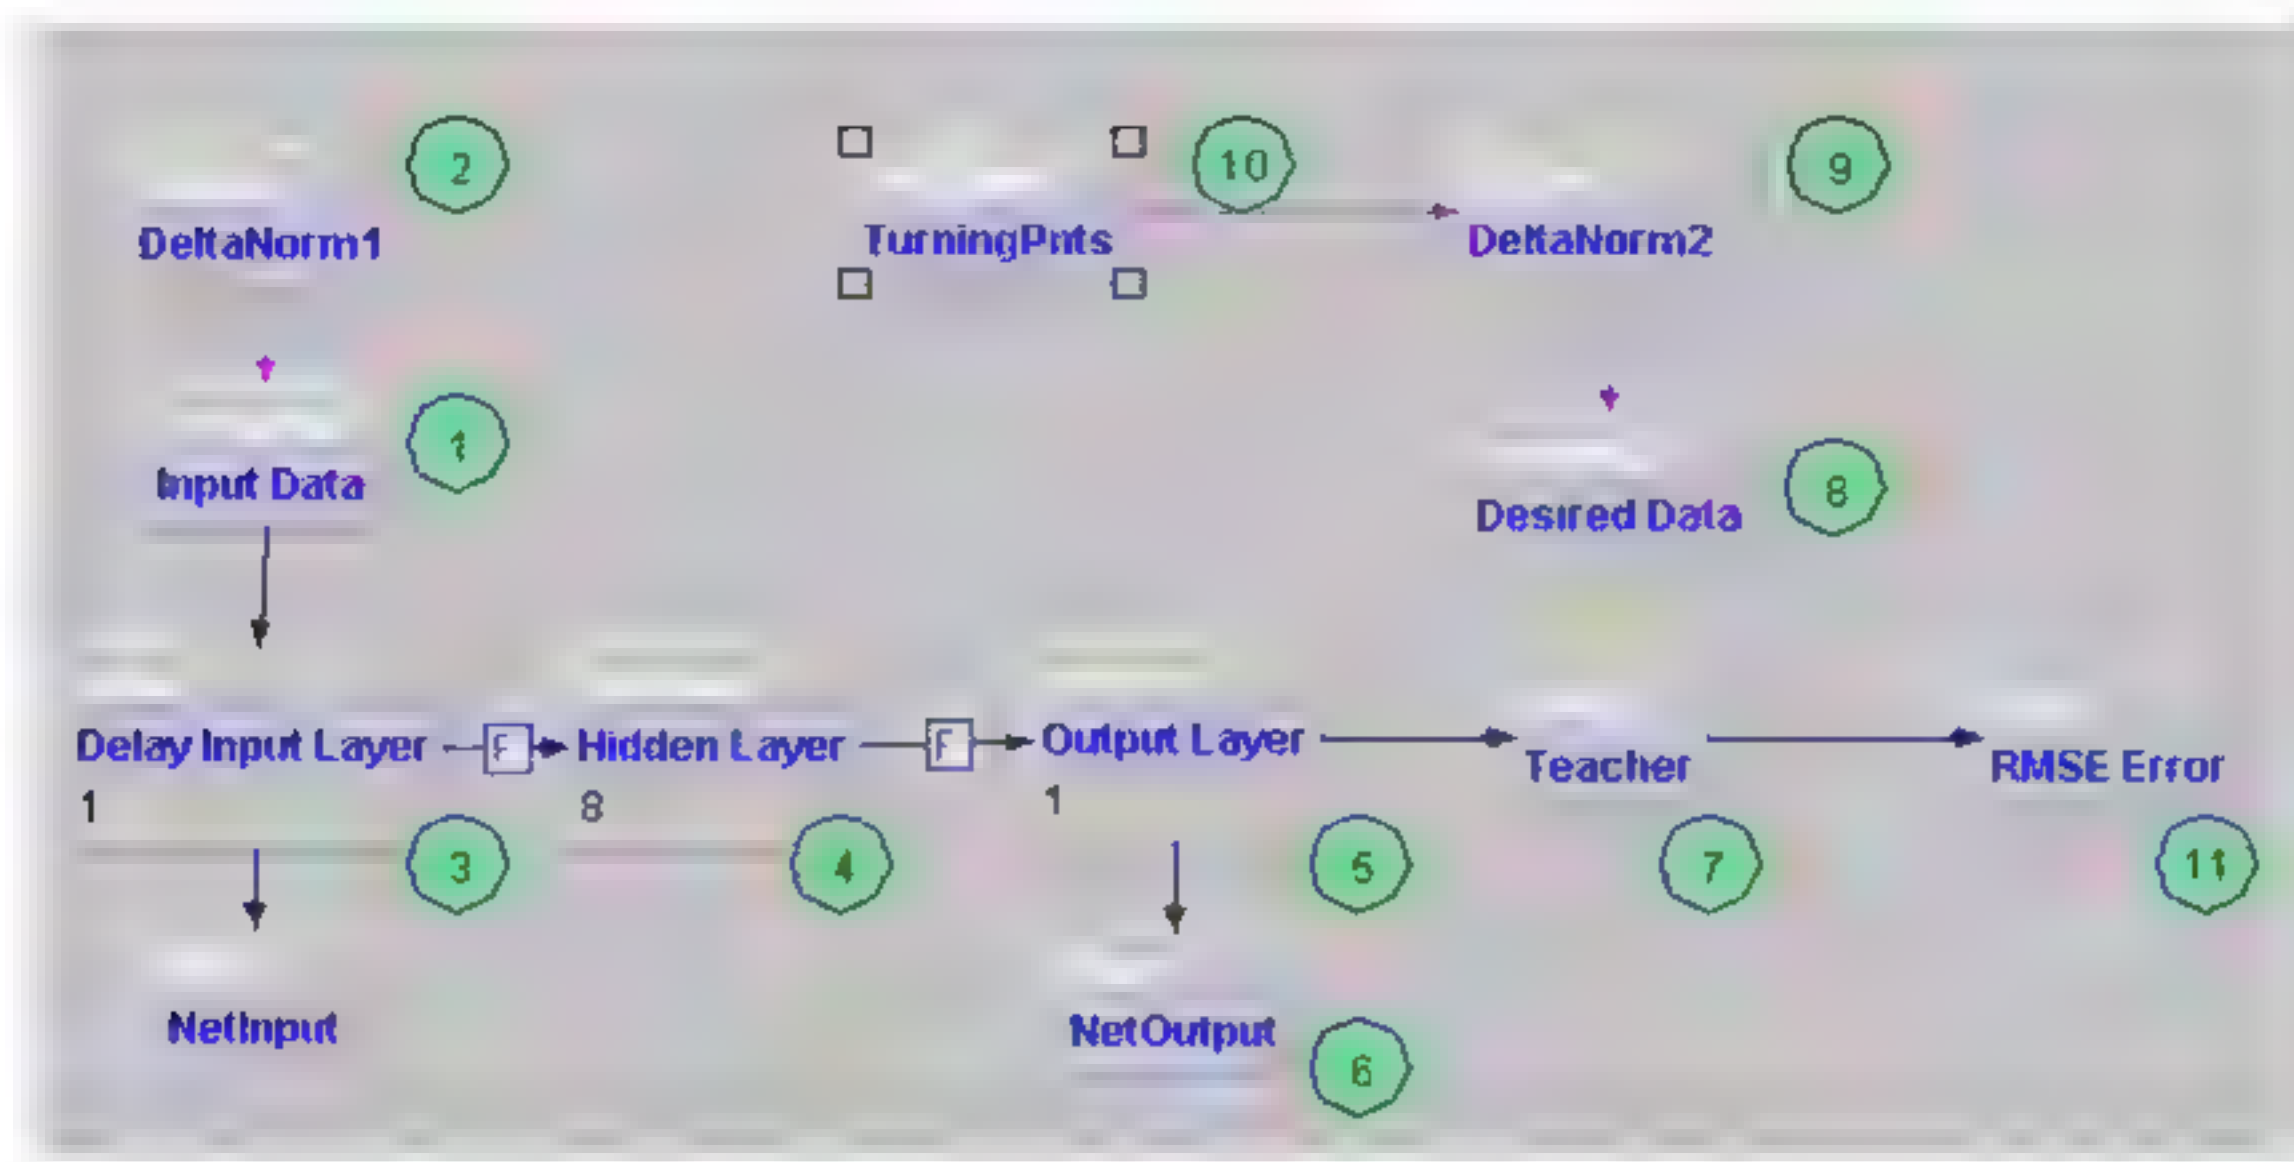 DeltaNorm1
2
TurningPnts
10
DeltaNorm2
9
Input Data
1
Desired Data
8
Delay Input Layer
F
Hidden Layer
F
Output Layer
Teacher
RMSE Error
1
8
1
3
4
5
7
11
NetInput
NetOutput
6